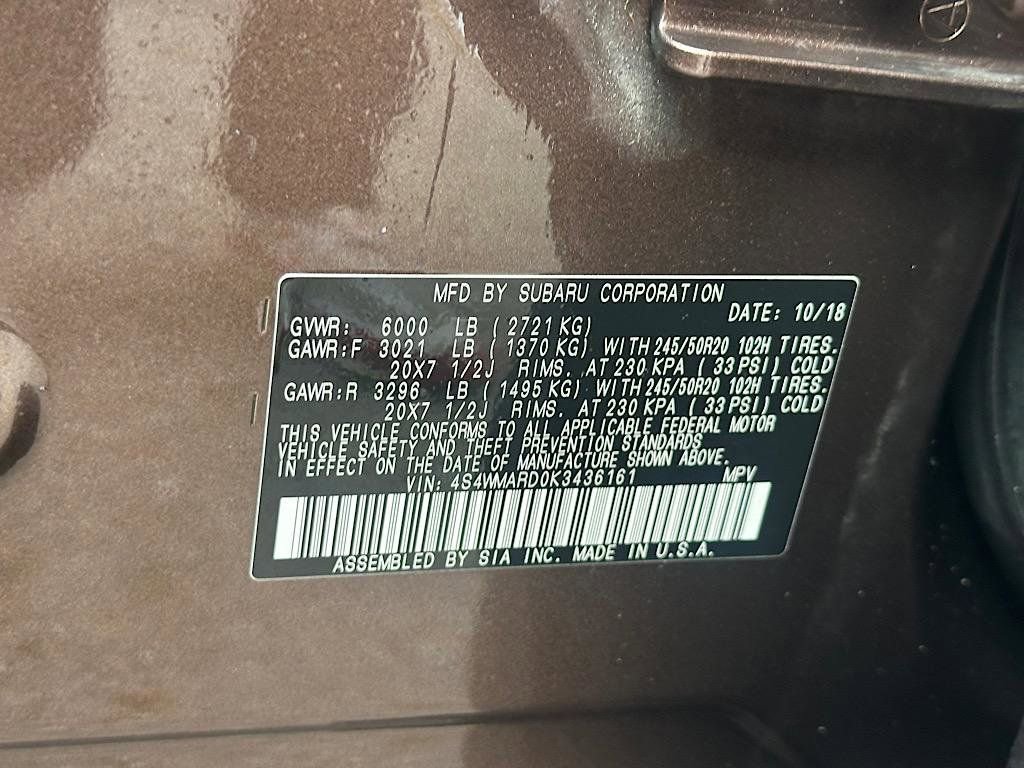 MFD BY SUBARU CORPORATION
DATE: 10/18
GVWR: 6000 LB (2721 KG)
GAWR:F 3021 LB (1370 KG) WITH 245/50R20 102H TIRES.
20X7 1/2J RIMS. AT 230 KPA (33 PSI) COLD
GAWR:R 3296 LB (1495 KG) WITH 245/50R20 102H TIRES.
20X7 1/2J RIMS. AT 230 KPA (33 PSI) COLD
THIS VEHICLE CONFORMS TO ALL APPLICABLE FEDERAL MOTOR
VEHICLE SAFETY AND THEFT PREVENTION STANDARDS
IN EFFECT ON THE DATE OF MANUFACTURE SHOWN ABOVE.
VIN: 4S4WMARD0K3436161 MPV
ASSEMBLED BY SIA INC. MADE IN U.S.A.